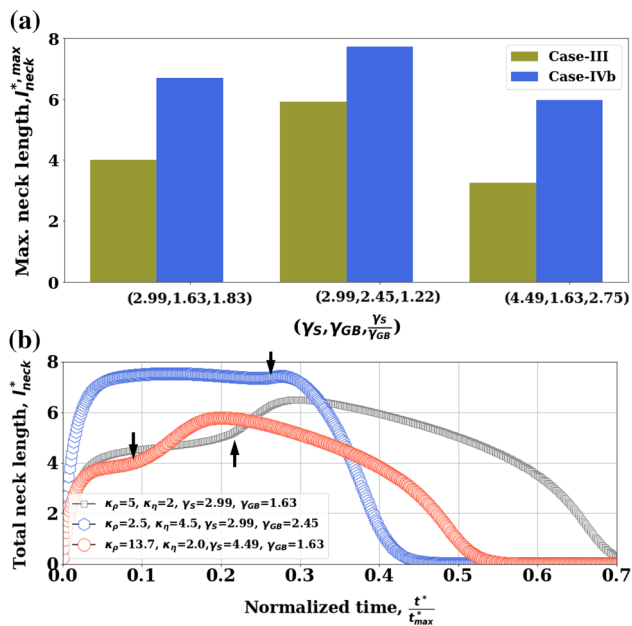 (a)
Max. neck length, l*,max neck
8
6
4
2
0
Case-III
Case-IVb
(2.99,1.63,1.83)
(2.99,2.45,1.22)
(4.49,1.63,2.75)
(γS,γGB,γS/γGB)
(b)
Total neck length, l*neck
8
6
4
2
0
κρ=5, κη=2, γS=2.99, γGB=1.63
κρ=2.5, κη=4.5, γS=2.99, γGB=2.45
κρ=13.7, κη=2.0,γS=4.49, γGB=1.63
0.0
0.1
0.2
0.3
0.4
0.5
0.6
0.7
Normalized time, t*/t*max